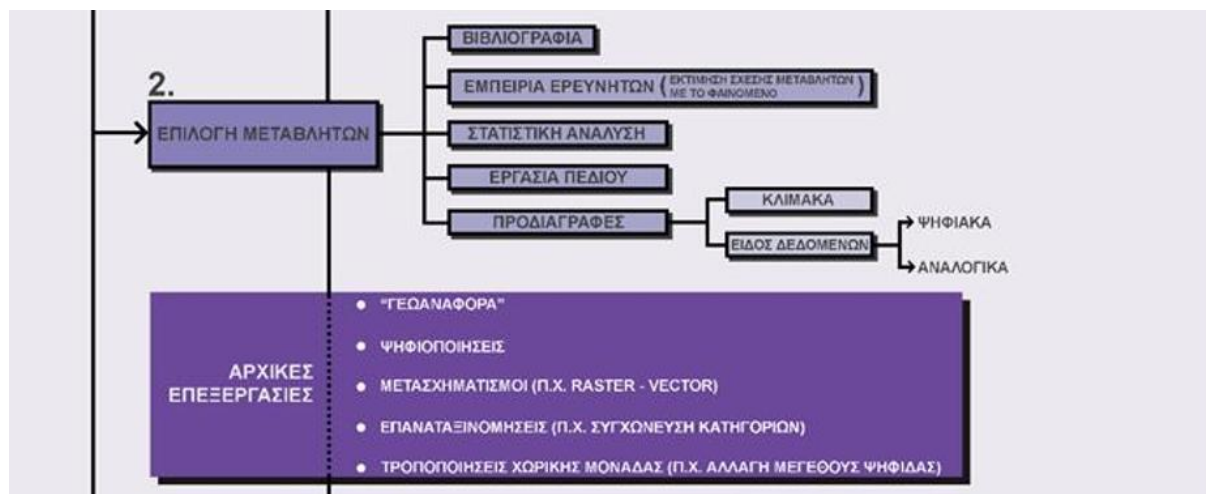 ΒΙΒΛΙΟΓΡΑΦΙΑ
2.
ΕΜΠΕΙΡΙΑ ΕΡΕΥΝΗΤΩΝ (ΕΚΤΙΜΗΣΗ ΣΧΕΣΗΣ ΜΕΤΑΒΛΗΤΩΝ
ΜΕ ΤΟ ΦΑΙΝΟΜΕΝΟ)
ΕΠΙΛΟΓΗ ΜΕΤΑΒΛΗΤΩΝ
ΣΤΑΤΙΣΤΙΚΗ ΑΝΑΛΥΣΗ
ΕΡΓΑΣΙΑ ΠΕΔΙΟΥ
ΠΡΟΔΙΑΓΡΑΦΕΣ
ΚΛΙΜΑΚΑ
ΕΙΔΟΣ ΔΕΔΟΜΕΝΩΝ
ΨΗΦΙΑΚΑ
ΑΝΑΛΟΓΙΚΑ
ΑΡΧΙΚΕΣ
ΕΠΕΞΕΡΓΑΣΙΕΣ
• “ΓΕΩΑΝΑΦΟΡΑ”
• ΨΗΦΙΟΠΟΙΗΣΕΙΣ
• ΜΕΤΑΣΧΗΜΑΤΙΣΜΟΙ (Π.Χ. RASTER - VECTOR)
• ΕΠΑΝΑΤΑΞΙΝΟΜΗΣΕΙΣ (Π.Χ. ΣΥΓΧΩΝΕΥΣΗ ΚΑΤΗΓΟΡΙΩΝ)
• ΤΡΟΠΟΠΟΙΗΣΕΙΣ ΧΩΡΙΚΗΣ ΜΟΝΑΔΑΣ (Π.Χ. ΑΛΛΑΓΗ ΜΕΓΕΘΟΥΣ ΨΗΦΙΔΑΣ)